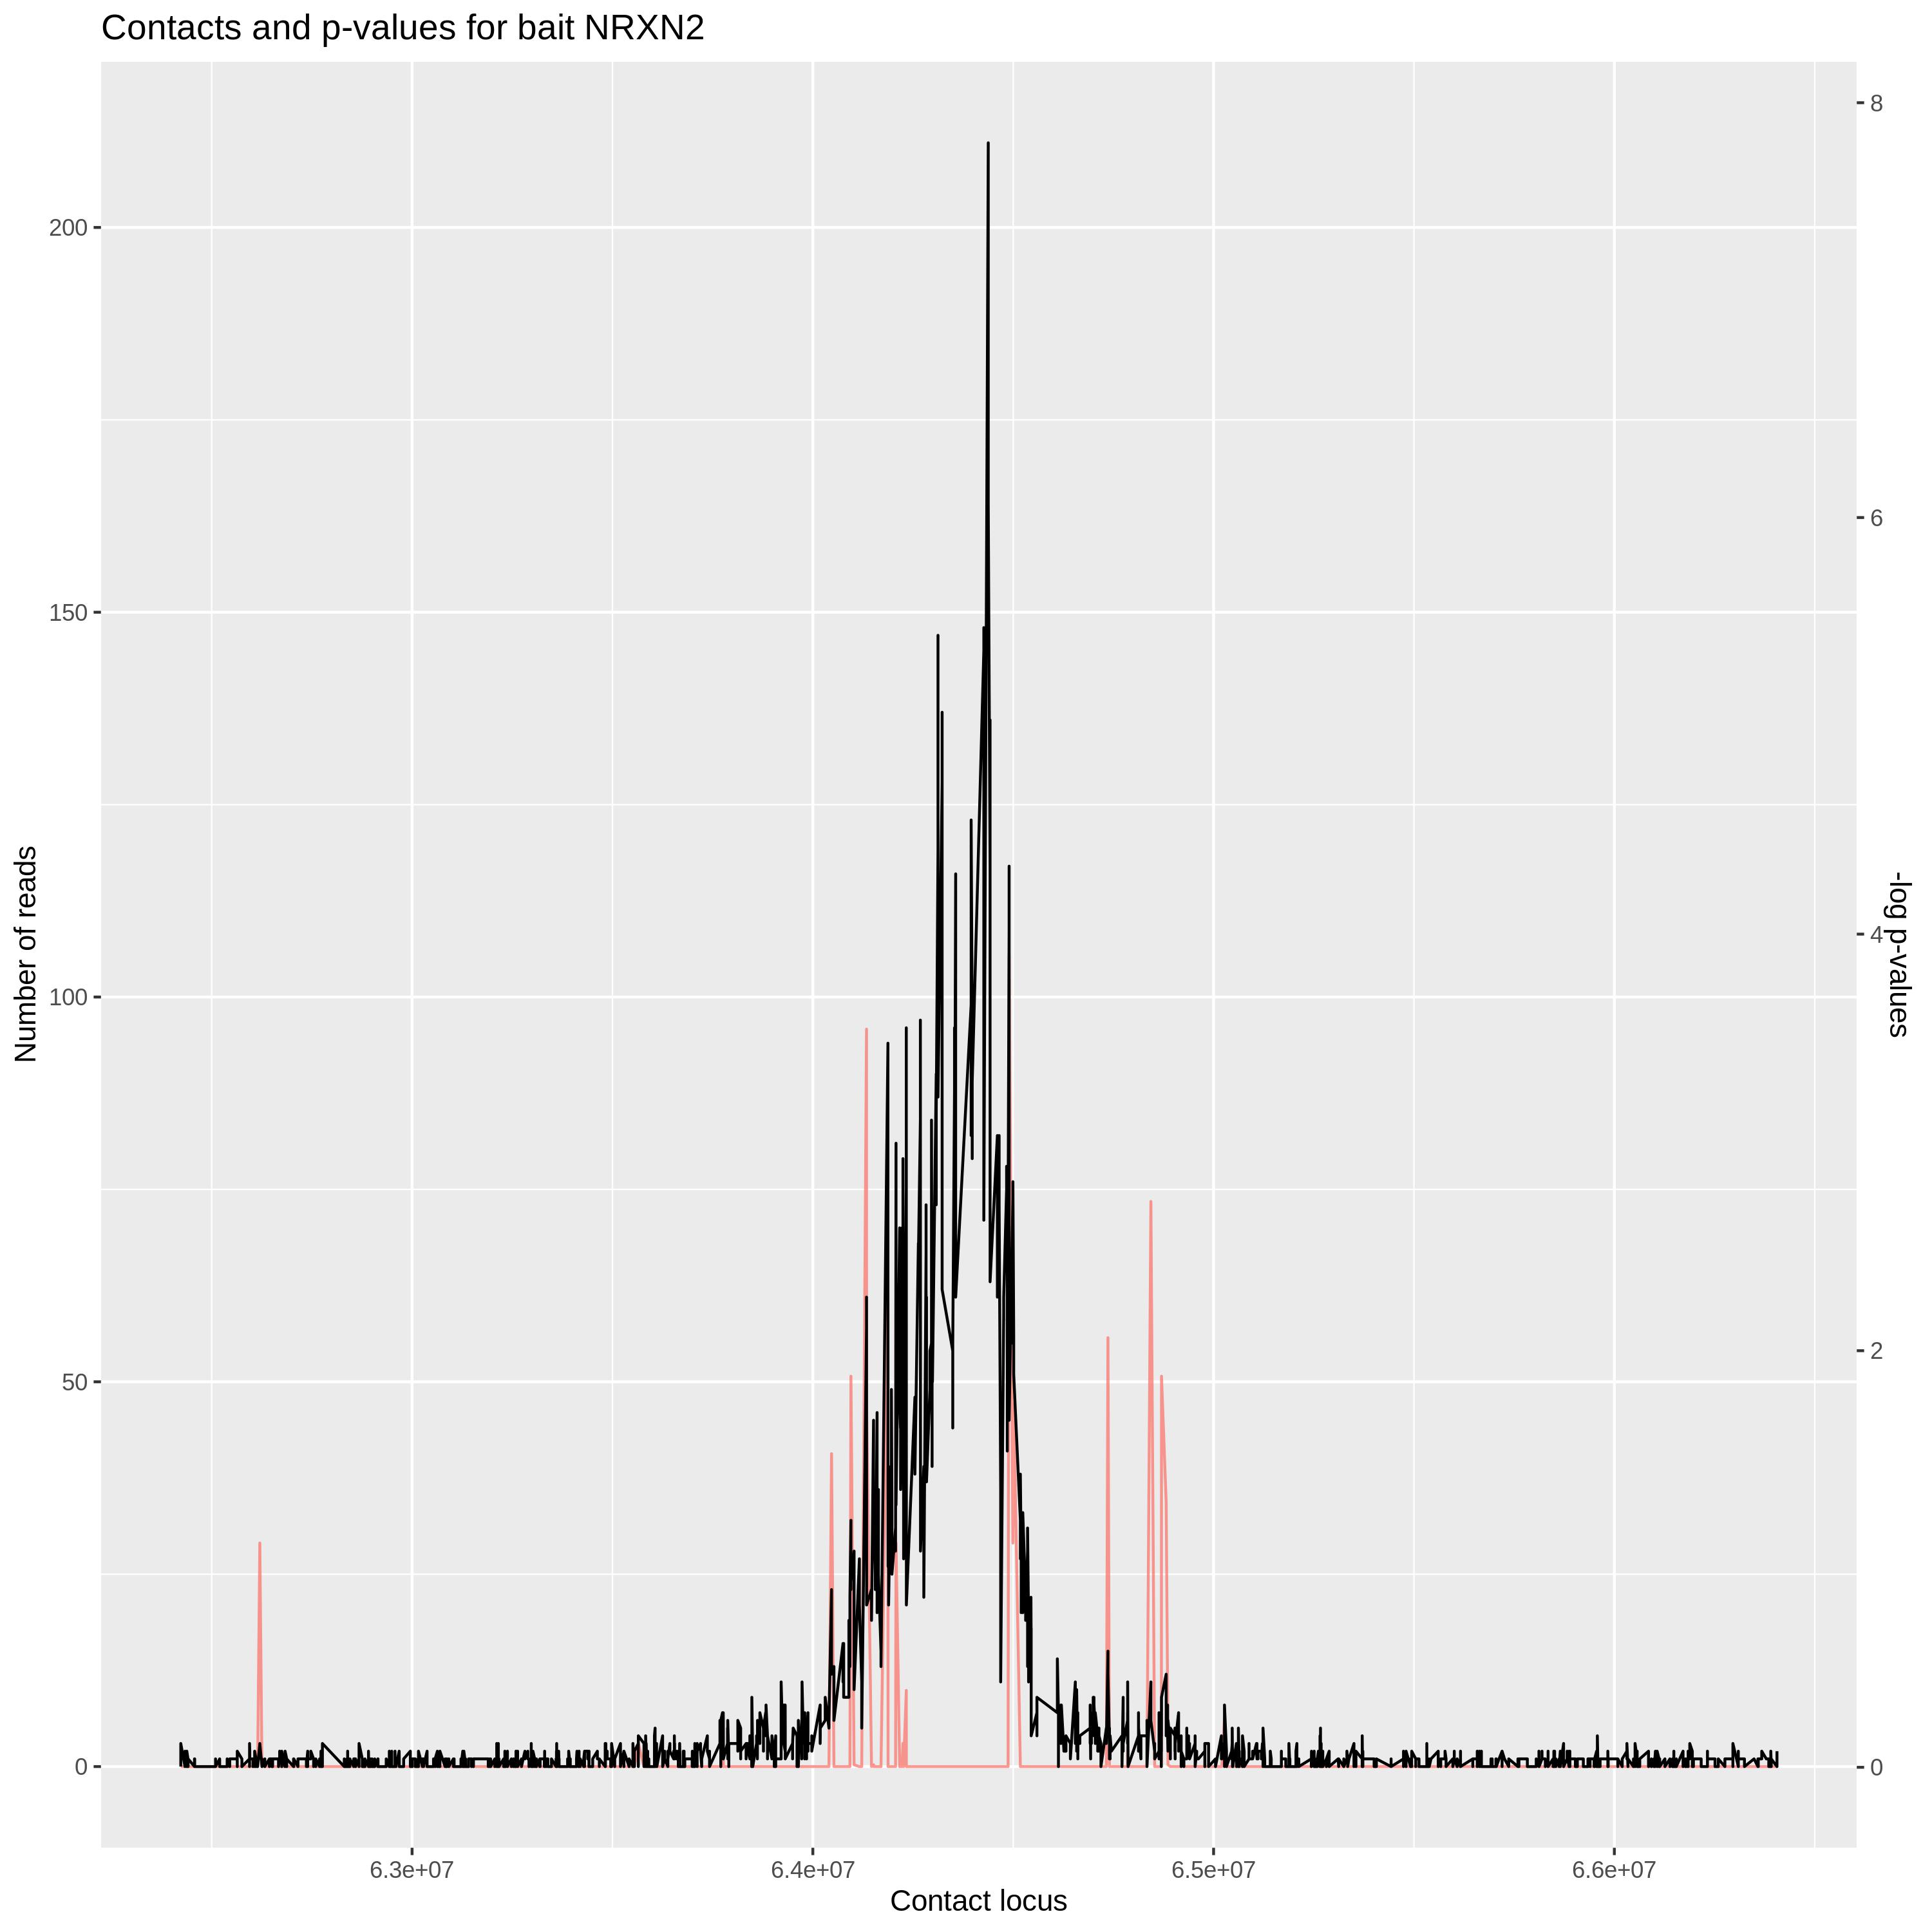 Contacts and p-values for bait NRXN2
200
150
100
50
0
Number of reads
8
6
4
2
0
-log p-values
6.3e+07
6.4e+07
6.5e+07
6.6e+07
Contact locus